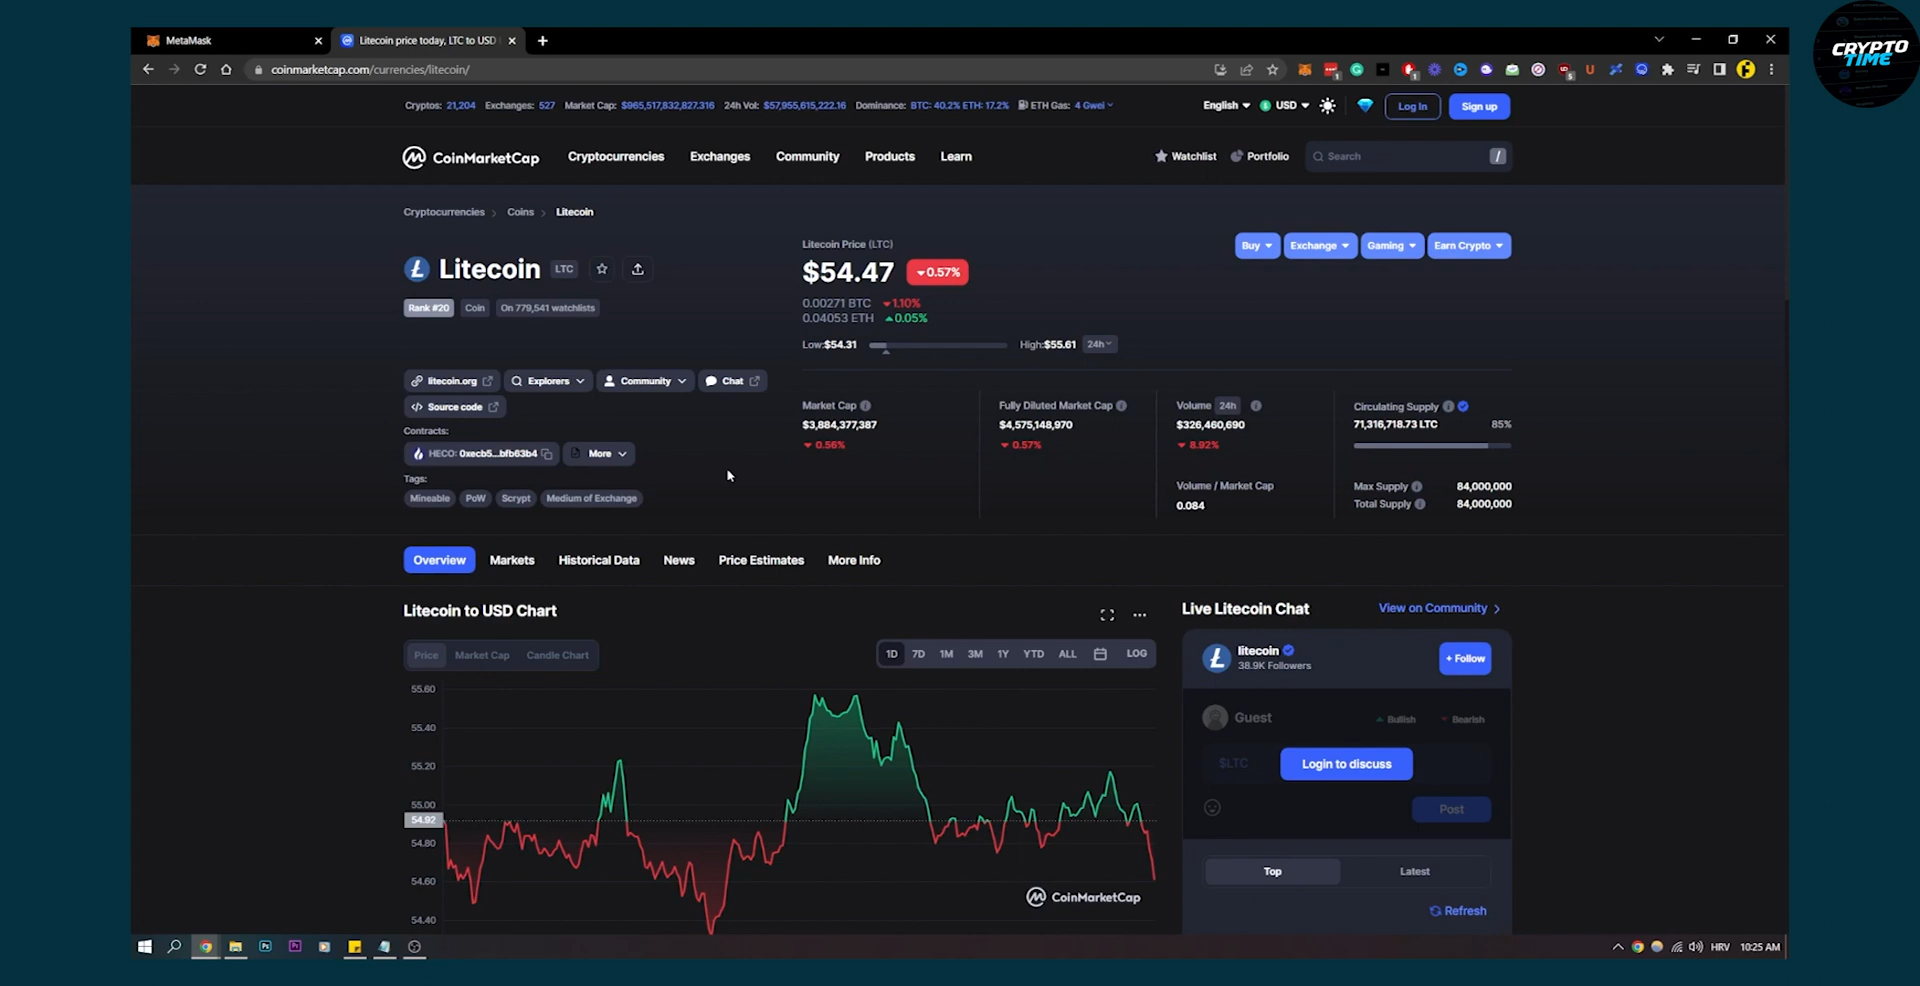 CRYPTO
TIME
MetaMask
Litecoin price today, LTC to USD
coinmarketcap.com/currencies/litecoin/
Cryptos: 21,204 Exchanges: 527 Market Cap: $965,517,832,827.316 24h Vol: $57,955,615,222.16 Dominance: BTC: 40.2% ETH: 17.2% ETH Gas: 4 Gwei
English USD Log In Sign up
CoinMarketCap Cryptocurrencies Exchanges Community Products Learn
Watchlist Portfolio Search /
Cryptocurrencies Coins Litecoin
Litecoin LTC
Rank #20 Coin On 779,541 watchlists
Litecoin Price (LTC)
$54.47 0.57%
0.00271 BTC 1.10%
0.04053 ETH 0.05%
Low:$54.31 High:$55.61 24h
Buy Exchange Gaming Earn Crypto
litecoin.org Explorers Community Chat
Source code
Contracts:
HECO: 0xecb5...bfb63b4 More
Tags:
Mineable PoW Scrypt Medium of Exchange
Market Cap
$3,884,377,387
0.56%
Fully Diluted Market Cap
$4,575,148,970
0.57%
Volume 24h
$326,460,690
8.92%
Volume / Market Cap
0.084
Circulating Supply
71,316,718.73 LTC 85%
Max Supply 84,000,000
Total Supply 84,000,000
Overview Markets Historical Data News Price Estimates More Info
Litecoin to USD Chart
Price Market Cap Candle Chart
1D 7D 1M 3M 1Y YTD ALL LOG
55.60
55.40
55.20
55.00
54.92
54.80
54.60
54.40
CoinMarketCap
Live Litecoin Chat View on Community
litecoin
38.9K Followers
+ Follow
Guest Bullish Bearish
$LTC Login to discuss
Post
Top Latest
Refresh
HRV 10:25 AM